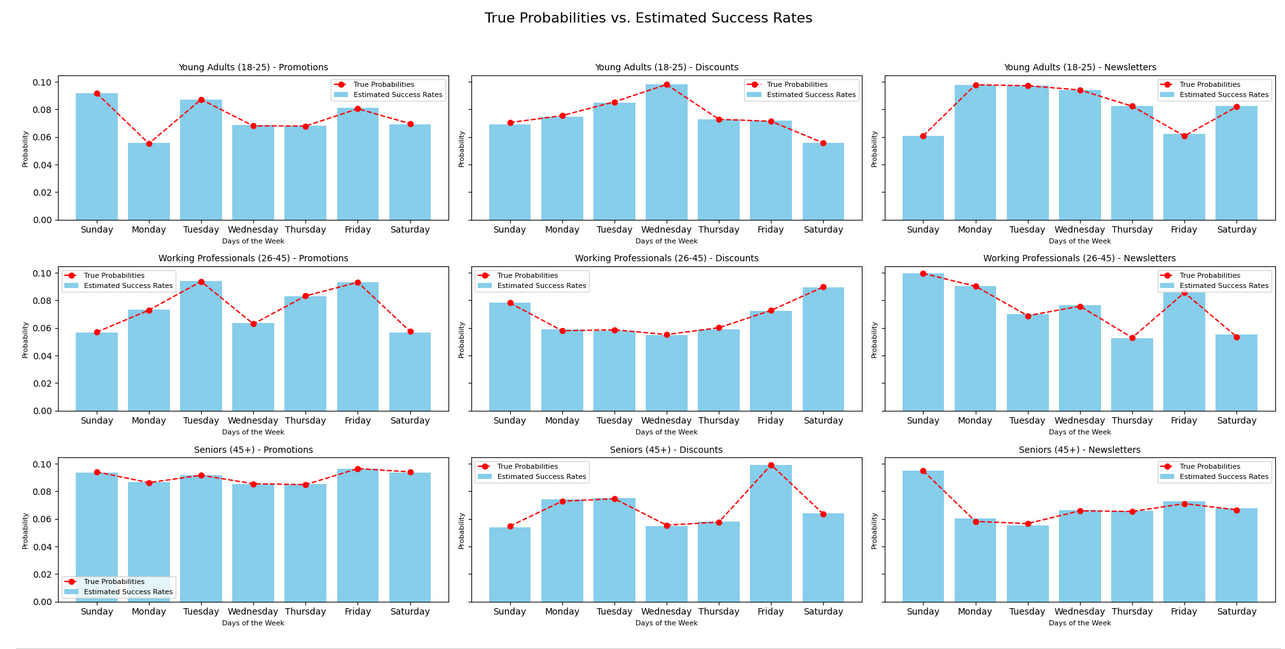 True Probabilities vs. Estimated Success Rates
Young Adults (18-25) - Promotions
Probability
0.10
0.08
0.06
0.04
0.02
0.00
True Probabilities
Estimated Success Rates
Sunday Monday Tuesday Wednesday Thursday Friday Saturday
Days of the Week
Young Adults (18-25) - Discounts
Probability
True Probabilities
Estimated Success Rates
Sunday Monday Tuesday Wednesday Thursday Friday Saturday
Days of the Week
Young Adults (18-25) - Newsletters
Probability
True Probabilities
Estimated Success Rates
Sunday Monday Tuesday Wednesday Thursday Friday Saturday
Days of the Week
Working Professionals (26-45) - Promotions
Probability
0.10
0.08
0.06
0.04
0.02
0.00
True Probabilities
Estimated Success Rates
Sunday Monday Tuesday Wednesday Thursday Friday Saturday
Days of the Week
Working Professionals (26-45) - Discounts
Probability
True Probabilities
Estimated Success Rates
Sunday Monday Tuesday Wednesday Thursday Friday Saturday
Days of the Week
Working Professionals (26-45) - Newsletters
Probability
True Probabilities
Estimated Success Rates
Sunday Monday Tuesday Wednesday Thursday Friday Saturday
Days of the Week
Seniors (45+) - Promotions
Probability
0.10
0.08
0.06
0.04
0.02
0.00
True Probabilities
Estimated Success Rates
Sunday Monday Tuesday Wednesday Thursday Friday Saturday
Days of the Week
Seniors (45+) - Discounts
Probability
True Probabilities
Estimated Success Rates
Sunday Monday Tuesday Wednesday Thursday Friday Saturday
Days of the Week
Seniors (45+) - Newsletters
Probability
True Probabilities
Estimated Success Rates
Sunday Monday Tuesday Wednesday Thursday Friday Saturday
Days of the Week